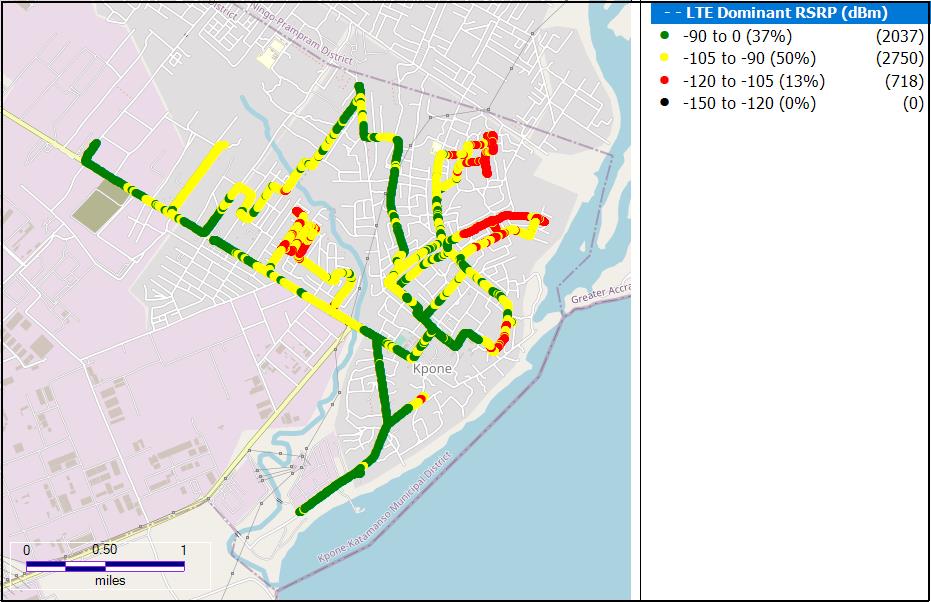 LTE Dominant RSRP (dBm)
-90 to 0 (37%) (2037)
-105 to -90 (50%) (2750)
-120 to -105 (13%) (718)
-150 to -120 (0%) (0)
District
Ningo-Prampram District
Greater Accra
Kpone
Kpone-Katamanso Municipal District
0 0.50 1
miles